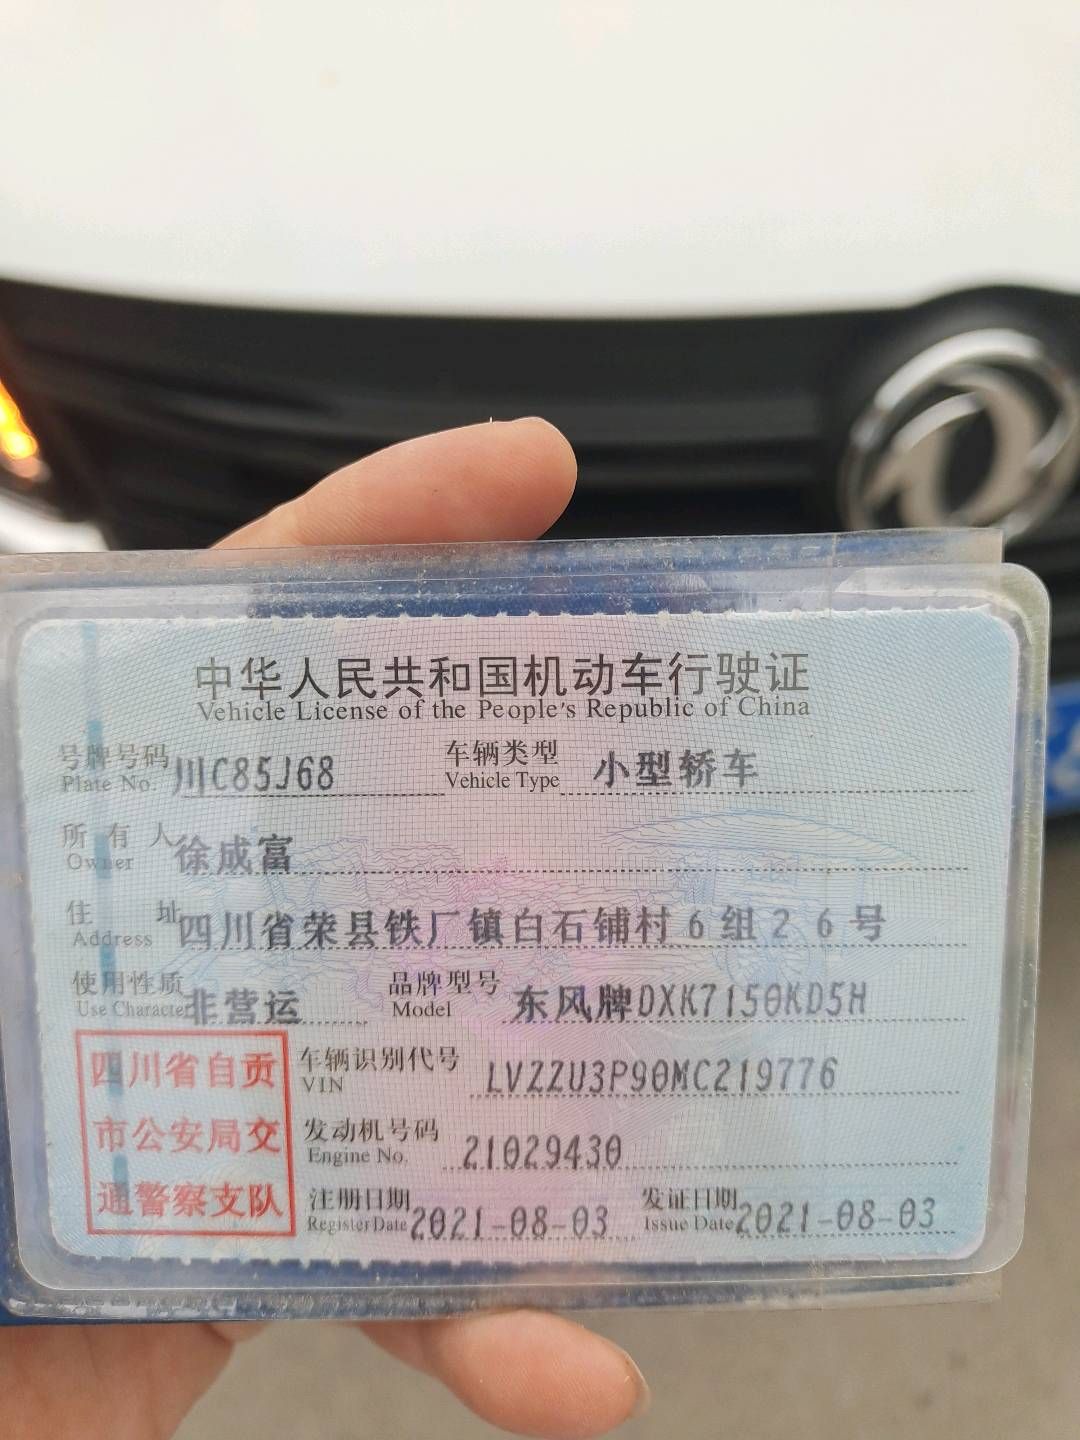 中华人民共和国机动车行驶证
Vehicle License of the People's Republic of China
号牌号码 川C85J68 车辆类型 小型轿车
Plate No. Vehicle Type
所有人 徐成富
Owner
住址 四川省荣县铁厂镇白石铺村6组26号
Address
使用性质 非营运 品牌型号 东风牌DXK7150KD5H
Use Character Model
四川省自贡
市公安局交
通警察支队
车辆识别代号 LVZZU3P90MC219776
VIN
发动机号码 21029430
Engine No.
注册日期 2021-08-03 发证日期 2021-08-03
Register Date Issue Date